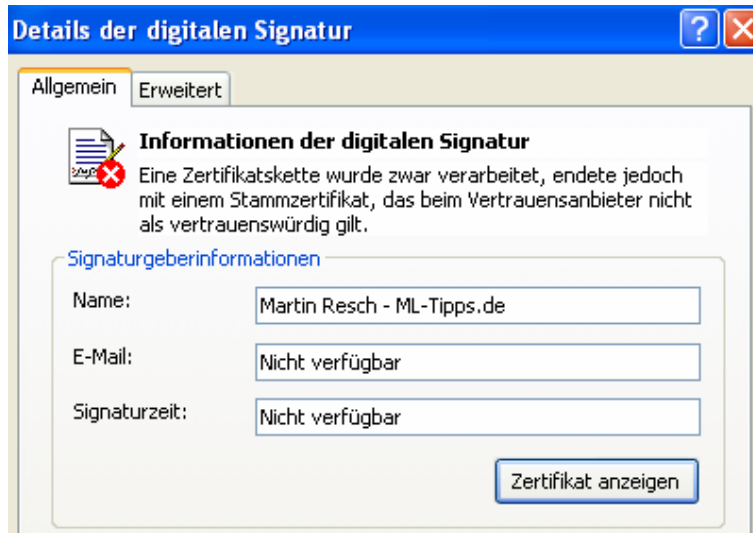 Details der digitalen Signatur
Allgemein Erweitert
Informationen der digitalen Signatur
Eine Zertifikatskette wurde zwar verarbeitet, endete jedoch
mit einem Stammzertifikat, das beim Vertrauensanbieter nicht
als vertrauenswürdig gilt.
Signaturgeberinformationen
Name: Martin Resch - ML-Tipps.de
E-Mail: Nicht verfügbar
Signaturzeit: Nicht verfügbar
Zertifikat anzeigen